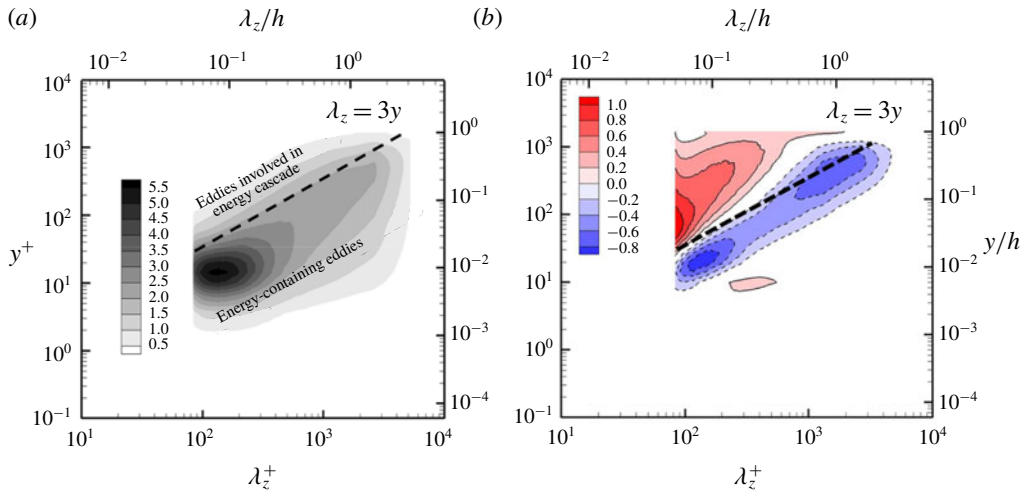 (a)
λ_z/h
10^−2 10^−1 10^0
10^4
10^3
10^2
y^+
10^1
10^0
10^−1
λ_z = 3y
Eddies involved in
energy cascade
Energy-containing eddies
5.5
5.0
4.5
4.0
3.5
3.0
2.5
2.0
1.5
1.0
0.5
10^0
10^−1
10^−2
10^−3
10^−4
10^1 10^2 10^3 10^4
λ_z^+
(b)
λ_z/h
10^−2 10^−1 10^0
10^4
10^3
10^2
10^1
10^0
10^−1
λ_z = 3y
1.0
0.8
0.6
0.4
0.2
0.0
−0.2
−0.4
−0.6
−0.8
10^0
10^−1
y/h
10^−2
10^−3
10^−4
10^1 10^2 10^3 10^4
λ_z^+